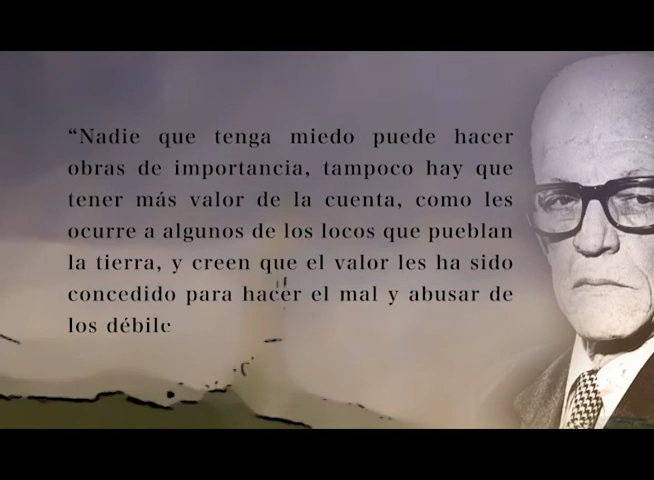 “Nadie que tenga miedo puede hacer
obras de importancia, tampoco hay que
tener más valor de la cuenta, como les
ocurre a algunos de los locos que pueblan
la tierra, y creen que el valor les ha sido
concedido para hacer el mal y abusar de
los débile